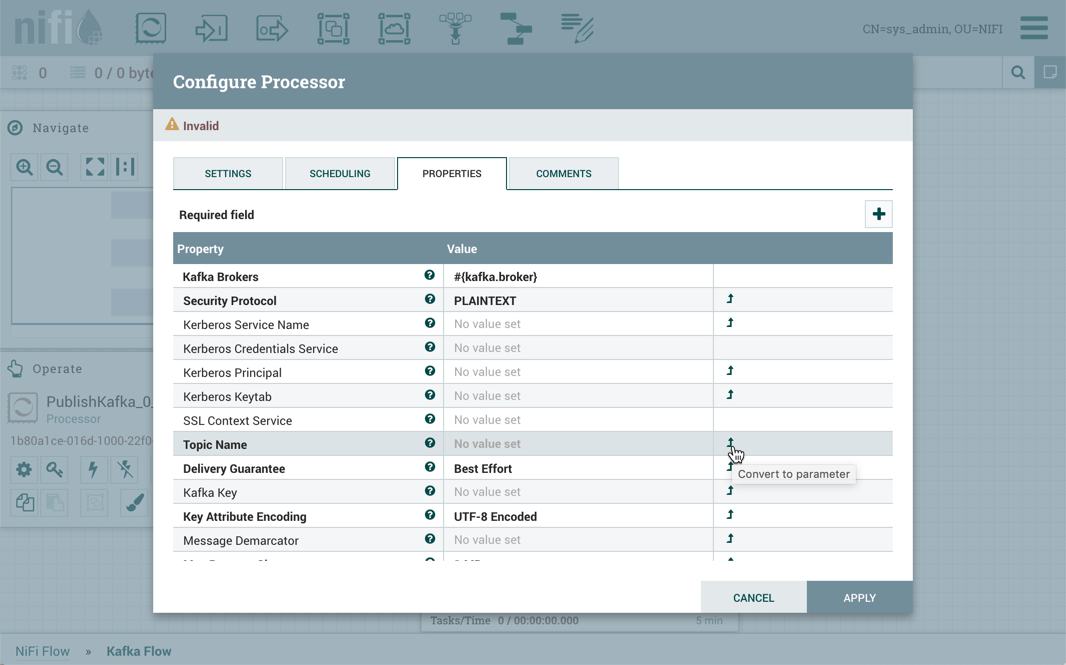 nifi
CN=sys_admin, OU=NIFI
0
0 / 0 byte
Configure Processor
Invalid
Navigate
SETTINGS
SCHEDULING
PROPERTIES
COMMENTS
Required field
Property Value
Kafka Brokers #{kafka.broker}
Security Protocol PLAINTEXT
Kerberos Service Name No value set
Kerberos Credentials Service No value set
Kerberos Principal No value set
Kerberos Keytab No value set
SSL Context Service No value set
Topic Name No value set
Delivery Guarantee Best Effort
Convert to parameter
Kafka Key No value set
Key Attribute Encoding UTF-8 Encoded
Message Demarcator No value set
Operate
PublishKafka_0_
Processor
1b80a1ce-016d-1000-22f0
CANCEL
APPLY
Tasks/Time 0 / 00:00:00.000 5 min
NiFi Flow » Kafka Flow